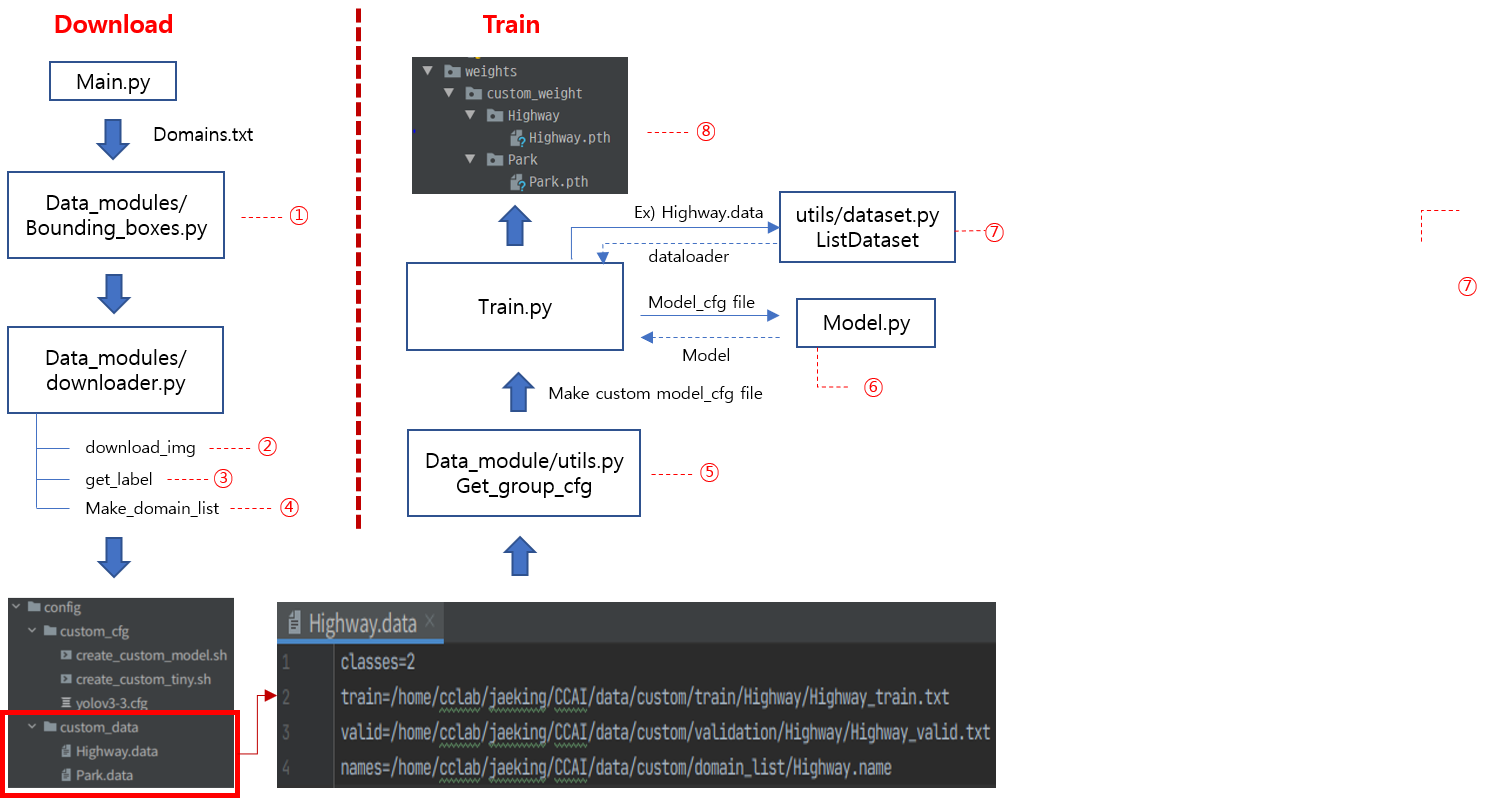 Download
Main.py
Domains.txt
Data_modules/
Bounding_boxes.py
①
Data_modules/
downloader.py
download_img
②
get_label
③
Make_domain_list
④
config
custom_cfg
create_custom_model.sh
create_custom_tiny.sh
yolov3-3.cfg
custom_data
Highway.data
Park.data
Train
weights
custom_weight
Highway
Highway.pth
Park
Park.pth
⑧
Ex) Highway.data
dataloader
utils/dataset.py
ListDataset
⑦
Train.py
Model_cfg file
Model
Model.py
⑥
Make custom model_cfg file
Data_module/utils.py
Get_group_cfg
⑤
Highway.data ×
1 classes=2
2 train=/home/cclab/jaeking/CCAI/data/custom/train/Highway/Highway_train.txt
3 valid=/home/cclab/jaeking/CCAI/data/custom/validation/Highway/Highway_valid.txt
4 names=/home/cclab/jaeking/CCAI/data/custom/domain_list/Highway.name
⑦